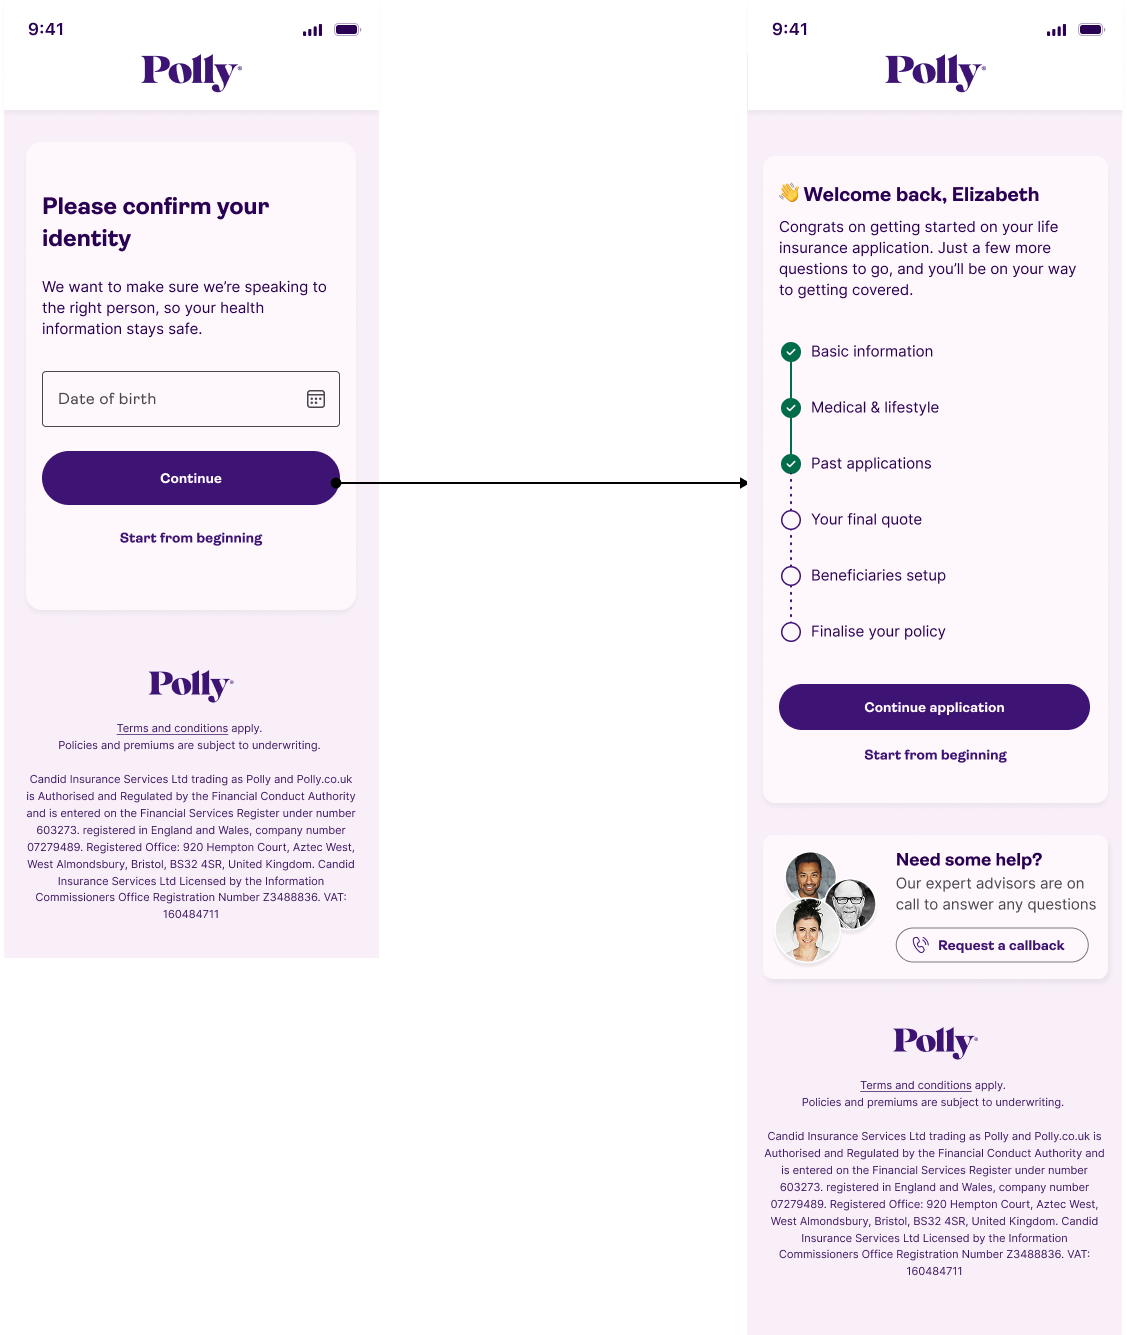 9:41
Polly®
Please confirm your
identity
We want to make sure we’re speaking to
the right person, so your health
information stays safe.
Date of birth
Continue
Start from beginning
Polly®
Terms and conditions apply.
Policies and premiums are subject to underwriting.
Candid Insurance Services Ltd trading as Polly and Polly.co.uk
is Authorised and Regulated by the Financial Conduct Authority
and is entered on the Financial Services Register under number
603273. registered in England and Wales, company number
07279489. Registered Office: 920 Hempton Court, Aztec West,
West Almondsbury, Bristol, BS32 4SR, United Kingdom. Candid
Insurance Services Ltd Licensed by the Information
Commissioners Office Registration Number Z3488836. VAT:
160484711
9:41
Polly®
👋 Welcome back, Elizabeth
Congrats on getting started on your life
insurance application. Just a few more
questions to go, and you’ll be on your way
to getting covered.
Basic information
Medical & lifestyle
Past applications
Your final quote
Beneficiaries setup
Finalise your policy
Continue application
Start from beginning
Need some help?
Our expert advisors are on
call to answer any questions
Request a callback
Polly®
Terms and conditions apply.
Policies and premiums are subject to underwriting.
Candid Insurance Services Ltd trading as Polly and Polly.co.uk is
Authorised and Regulated by the Financial Conduct Authority and
is entered on the Financial Services Register under number
603273. registered in England and Wales, company number
07279489. Registered Office: 920 Hempton Court, Aztec West,
West Almondsbury, Bristol, BS32 4SR, United Kingdom. Candid
Insurance Services Ltd Licensed by the Information
Commissioners Office Registration Number Z3488836. VAT:
160484711